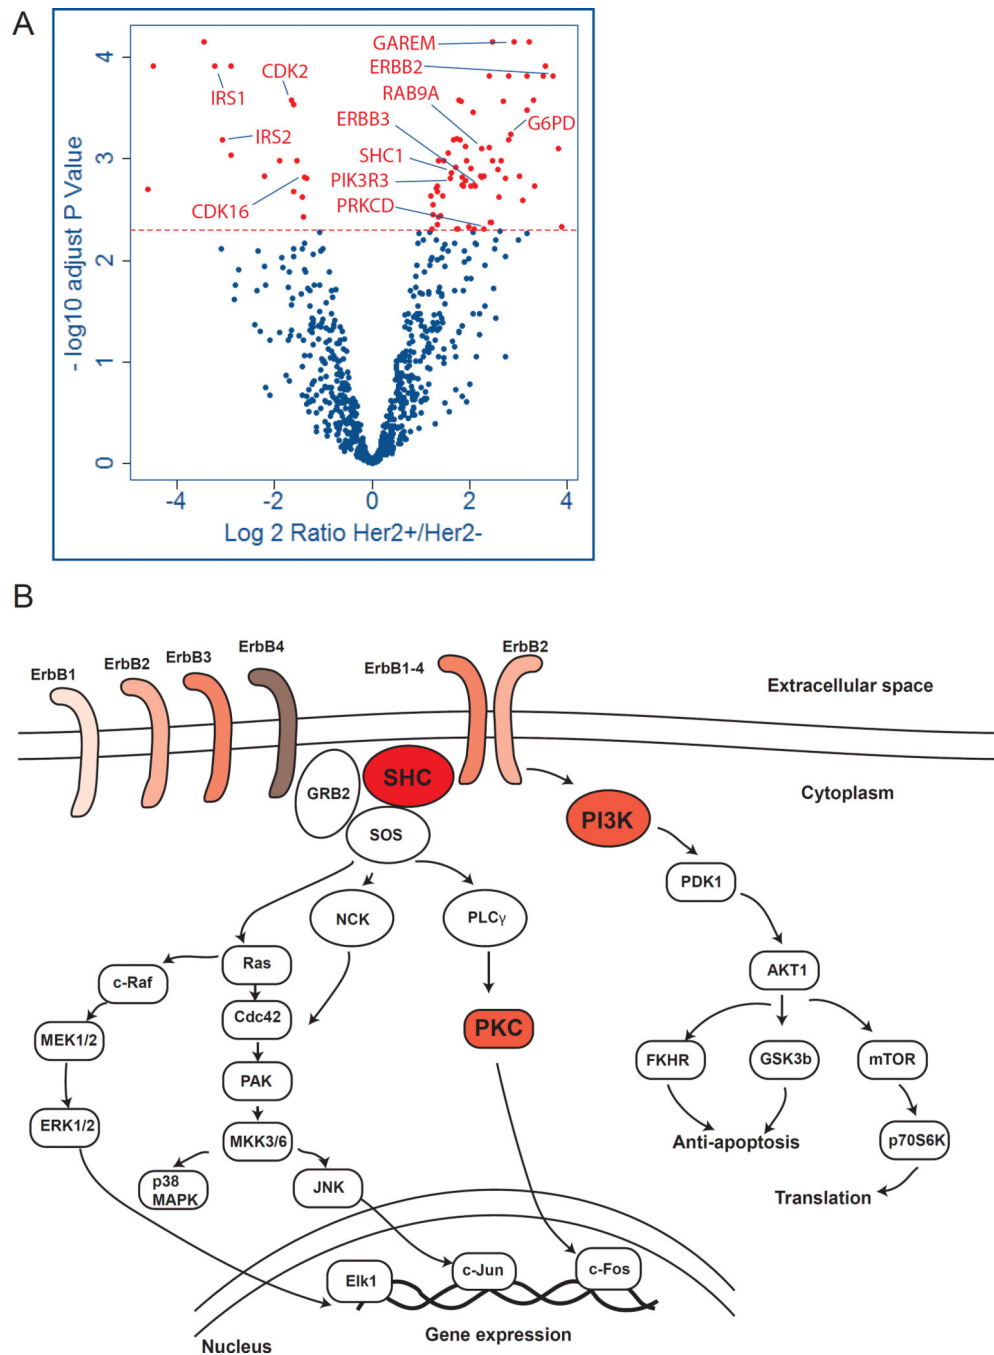 A
- log10 adjust P Value
4
3
2
1
0
GAREM
ERBB2
CDK2
RAB9A
IRS1
ERBB3
G6PD
IRS2
SHC1
PIK3R3
CDK16
PRKCD
-4
-2
0
2
4
Log 2 Ratio Her2+/Her2-
B
ErbB1
ErbB2
ErbB3
ErbB4
ErbB1-4
ErbB2
Extracellular space
Cytoplasm
GRB2
SHC
SOS
PI3K
PDK1
NCK
PLCγ
AKT1
Ras
c-Raf
Cdc42
PKC
MEK1/2
FKHR
GSK3b
mTOR
PAK
ERK1/2
MKK3/6
Anti-apoptosis
p70S6K
p38
MAPK
JNK
Translation
Elk1
c-Jun
c-Fos
Gene expression
Nucleus